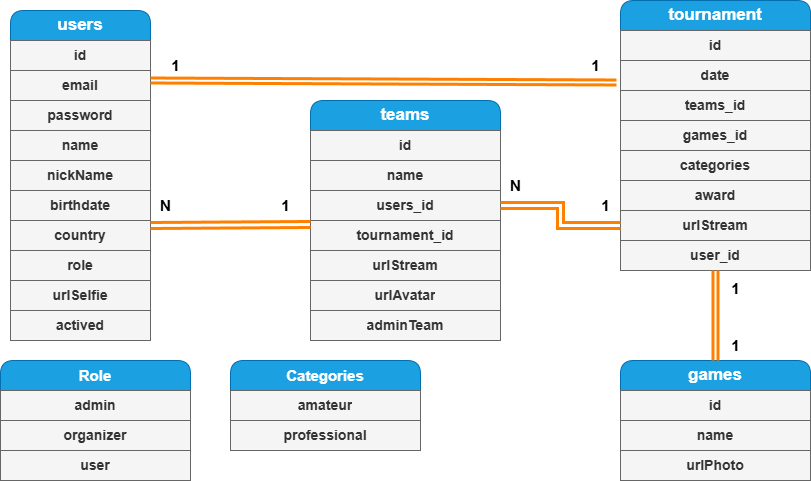 users
id
email
password
name
nickName
birthdate
country
role
urlSelfie
actived
1
1
N
1
teams
id
name
users_id
tournament_id
urlStream
urlAvatar
adminTeam
N
1
tournament
id
date
teams_id
games_id
categories
award
urlStream
user_id
1
1
Role
admin
organizer
user
Categories
amateur
professional
games
id
name
urlPhoto